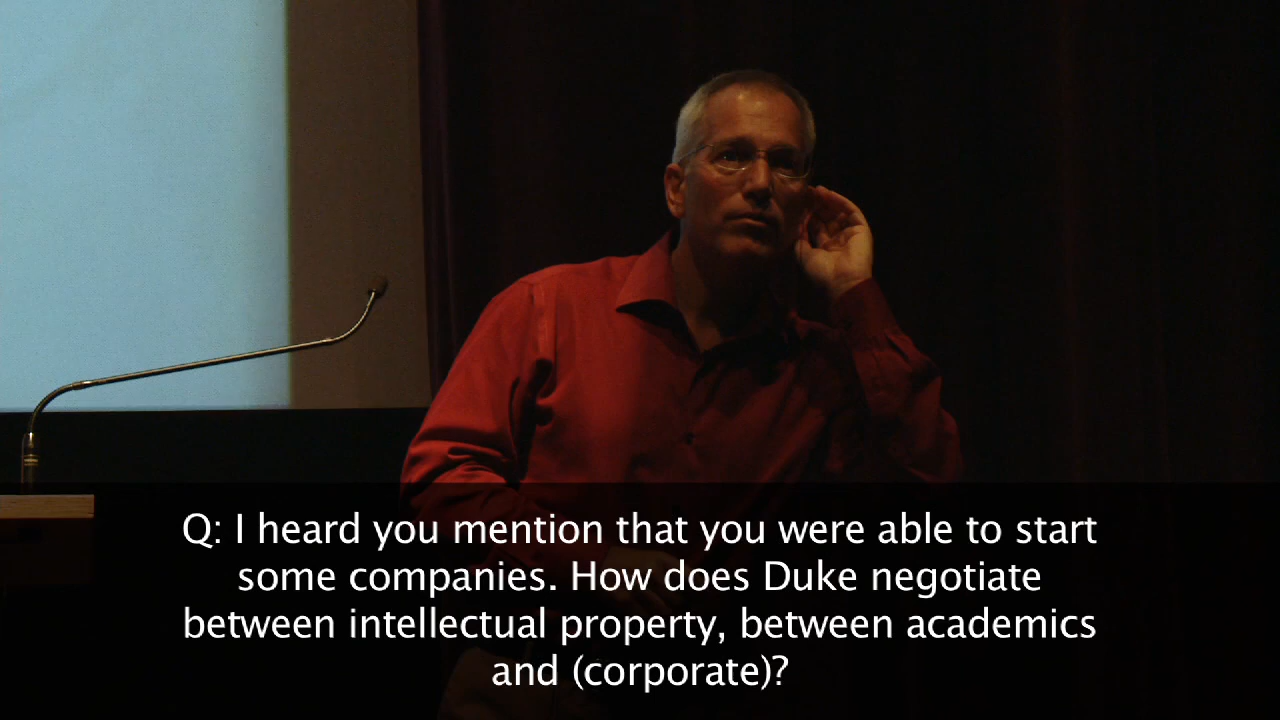 Q: I heard you mention that you were able to start
some companies. How does Duke negotiate
between intellectual property, between academics
and (corporate)?